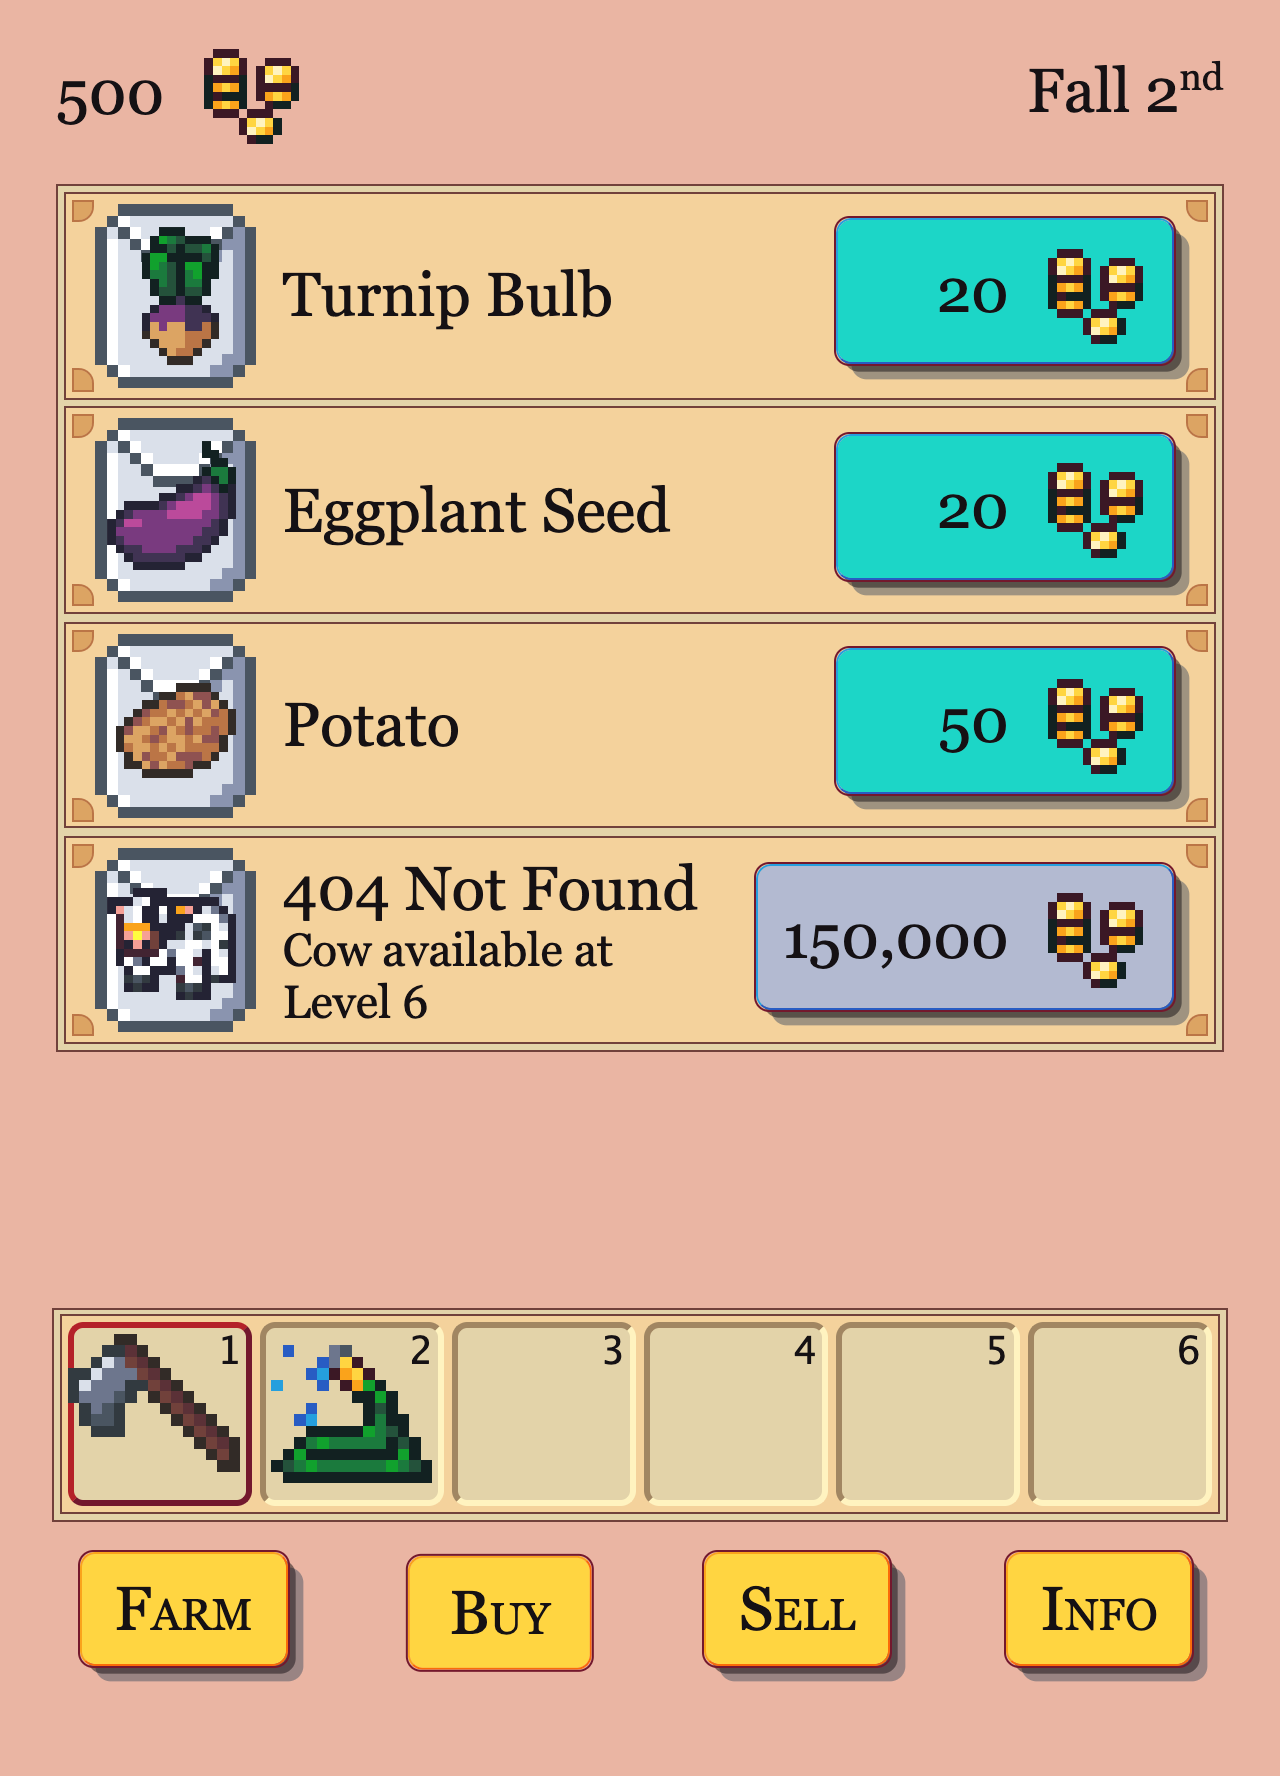 500
Fall 2nd
Turnip Bulb
20
Eggplant Seed
20
Potato
50
404 Not Found
Cow available at
Level 6
150,000
1
2
3
4
5
6
Farm
Buy
Sell
Info